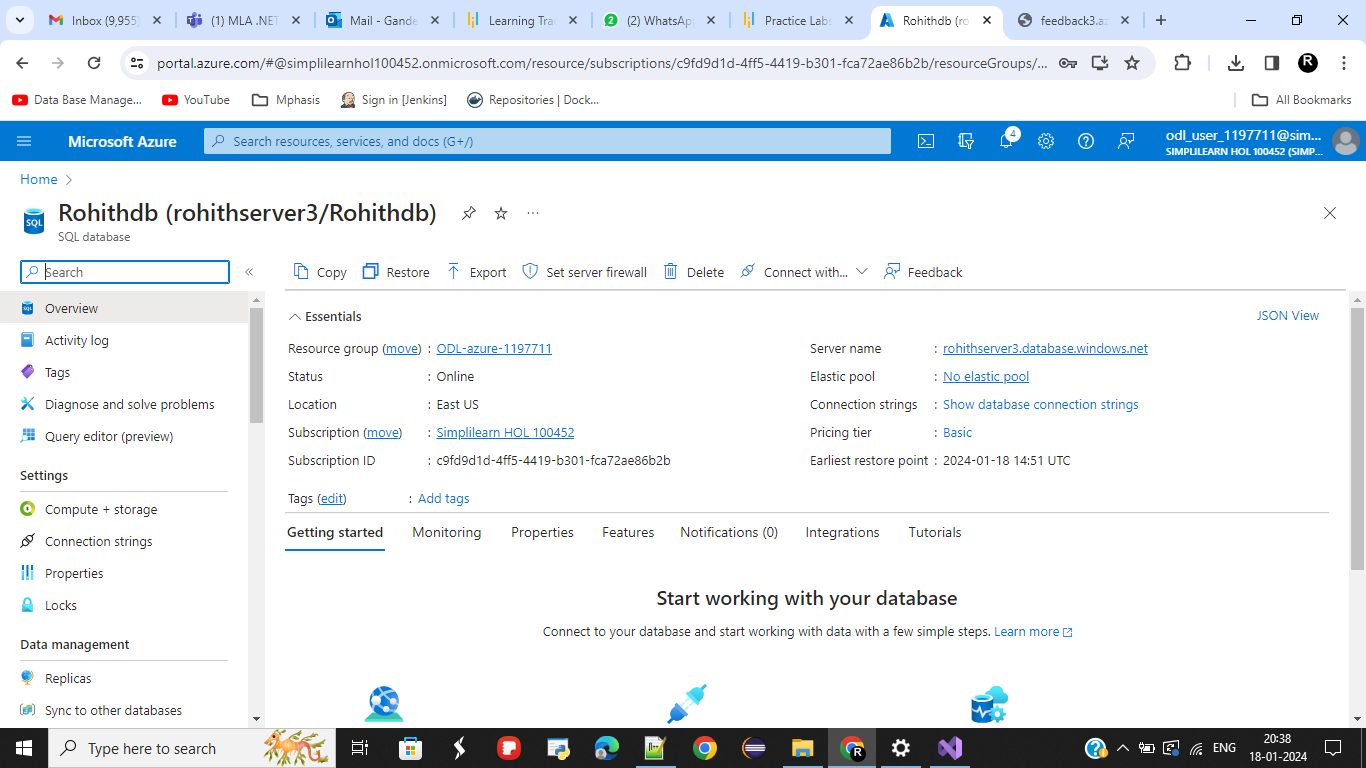 Inbox (9,955
(1) MLA .NET
Mail - Gande
Learning Tra
(2) WhatsAp
Practice Labs
Rohithdb (ro
feedback3.a
portal.azure.com/#@simplilearnhol100452.onmicrosoft.com/resource/subscriptions/c9fd9d1d-4ff5-4419-b301-fca72ae86b2b/resourceGroups/...
R
Data Base Manage...
YouTube
Mphasis
Sign in [Jenkins]
Repositories | Dock...
All Bookmarks
Microsoft Azure
Search resources, services, and docs (G+/)
4
odl_user_1197711@sim...
SIMPLILEARN HOL 100452 (SIMP...
Home
Rohithdb (rohithserver3/Rohithdb)
SQL database
Search
Copy
Restore
Export
Set server firewall
Delete
Connect with...
Feedback
Overview
Activity log
Tags
Diagnose and solve problems
Query editor (preview)
Settings
Compute + storage
Connection strings
Properties
Locks
Data management
Replicas
Sync to other databases
Essentials
JSON View
Resource group (move) : ODL-azure-1197711
Status : Online
Location : East US
Subscription (move) : Simplilearn HOL 100452
Subscription ID : c9fd9d1d-4ff5-4419-b301-fca72ae86b2b
Server name : rohithserver3.database.windows.net
Elastic pool : No elastic pool
Connection strings : Show database connection strings
Pricing tier : Basic
Earliest restore point : 2024-01-18 14:51 UTC
Tags (edit) : Add tags
Getting started
Monitoring
Properties
Features
Notifications (0)
Integrations
Tutorials
Start working with your database
Connect to your database and start working with data with a few simple steps. Learn more
Type here to search
ENG
20:38
18-01-2024